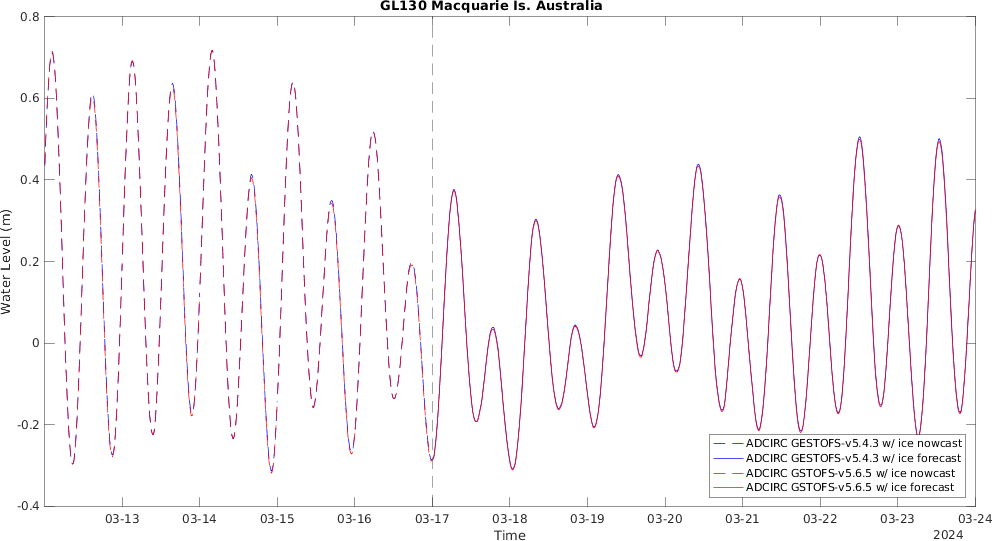 GL130 Macquarie Is. Australia
0.8
0.6
0.4
0.2
0
-0.2
-0.4
Water Level (m)
ADCIRC GESTOFS-v5.4.3 w/ ice nowcast
ADCIRC GESTOFS-v5.4.3 w/ ice forecast
ADCIRC GSTOFS-v5.6.5 w/ ice nowcast
ADCIRC GSTOFS-v5.6.5 w/ ice forecast
03-13 03-14 03-15 03-16 03-17 03-18 03-19 03-20 03-21 03-22 03-23 03-24
Time
2024